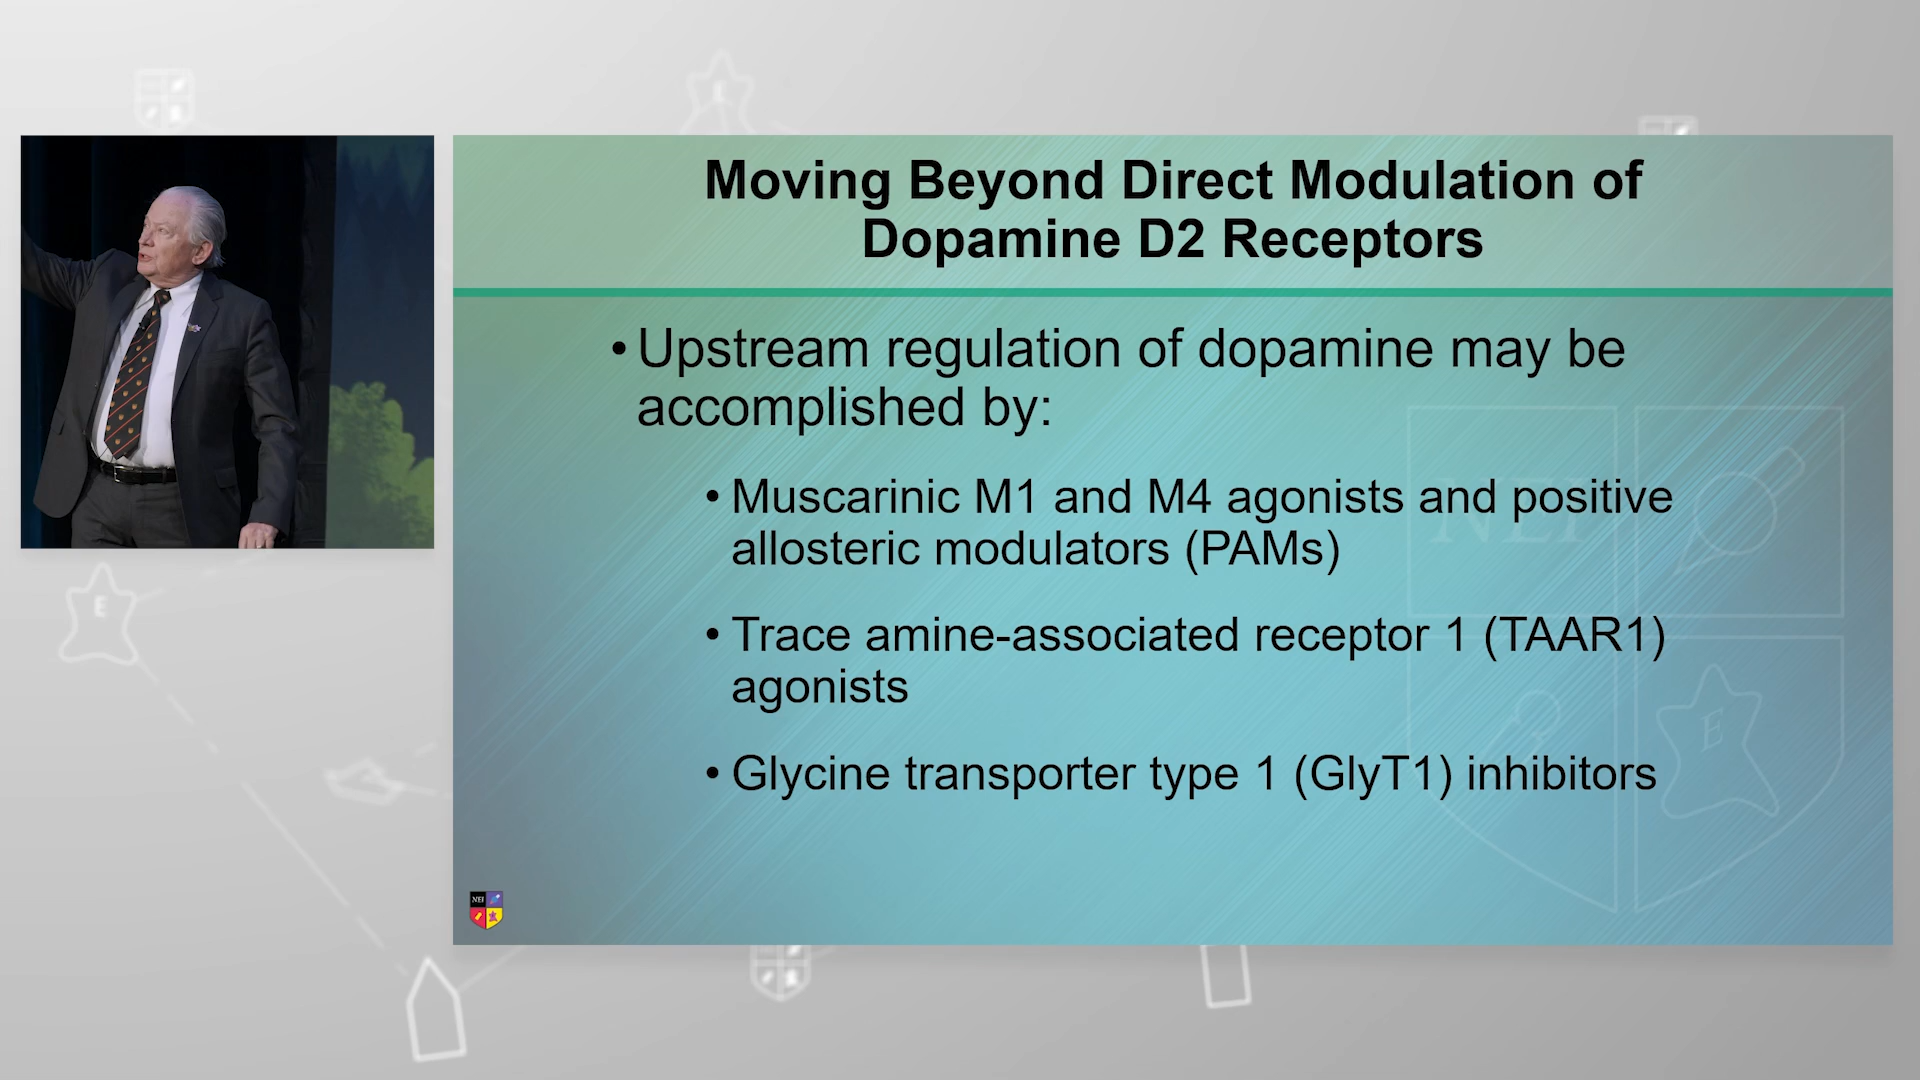 Moving Beyond Direct Modulation of
Dopamine D2 Receptors
• Upstream regulation of dopamine may be
accomplished by:
• Muscarinic M1 and M4 agonists and positive
allosteric modulators (PAMs)
• Trace amine-associated receptor 1 (TAAR1)
agonists
• Glycine transporter type 1 (GlyT1) inhibitors
NEI
NEI
E
E
E